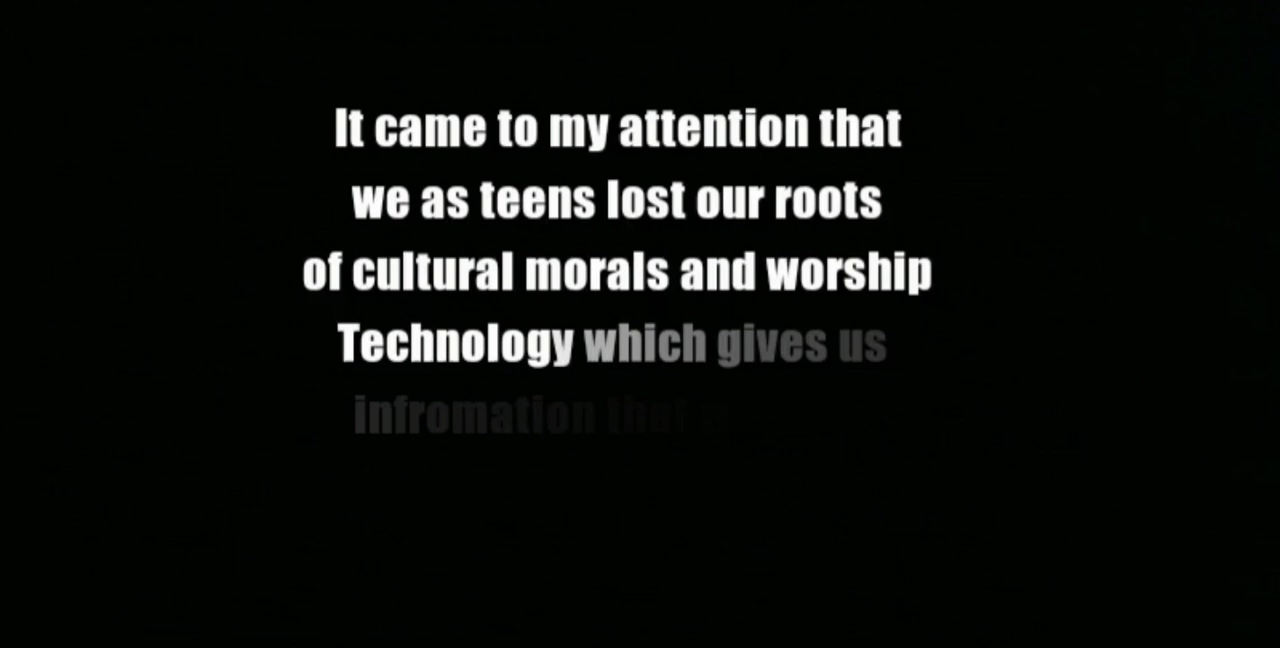 It came to my attention that
we as teens lost our roots
of cultural morals and worship
Technology which gives us
infromation that